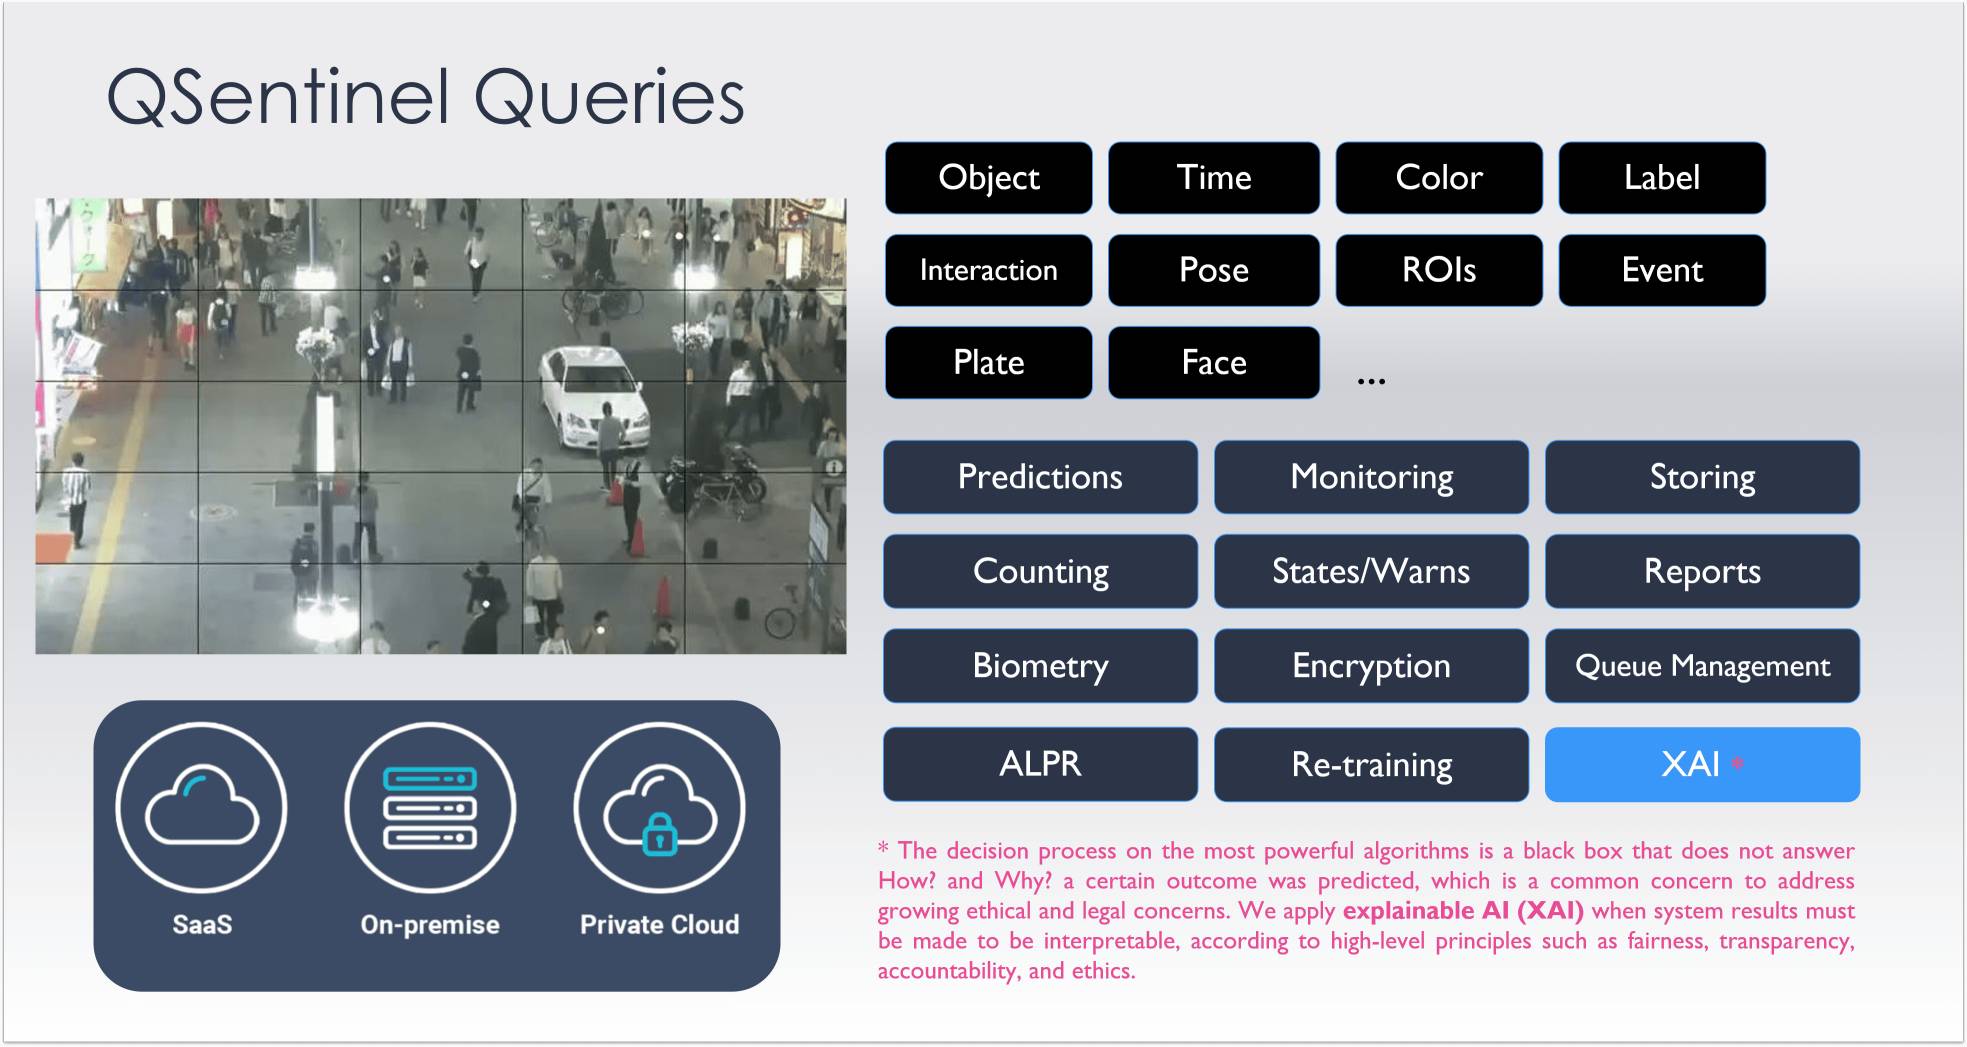 QSentinel Queries
Object
Time
Color
Label
Interaction
Pose
ROIs
Event
Plate
Face
...
Predictions
Monitoring
Storing
Counting
States/Warns
Reports
Biometry
Encryption
Queue Management
ALPR
Re-training
XAI *
SaaS
On-premise
Private Cloud
* The decision process on the most powerful algorithms is a black box that does not answer
How? and Why? a certain outcome was predicted, which is a common concern to address
growing ethical and legal concerns. We apply explainable AI (XAI) when system results must
be made to be interpretable, according to high-level principles such as fairness, transparency,
accountability, and ethics.